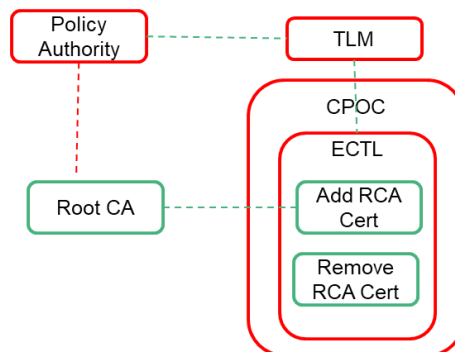 Policy
Authority
TLM
CPOC
ECTL
Root CA
Add RCA
Cert
Remove
RCA Cert